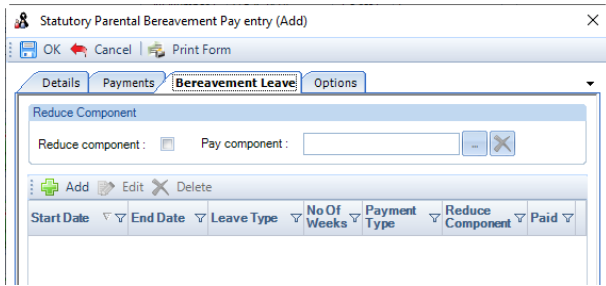 Statutory Parental Bereavement Pay entry (Add)
OK Cancel Print Form
Details Payments Bereavement Leave Options
Reduce Component
Reduce component : Pay component : ...
Add Edit Delete
Start Date End Date Leave Type No Of Weeks Payment Type Reduce Component Paid